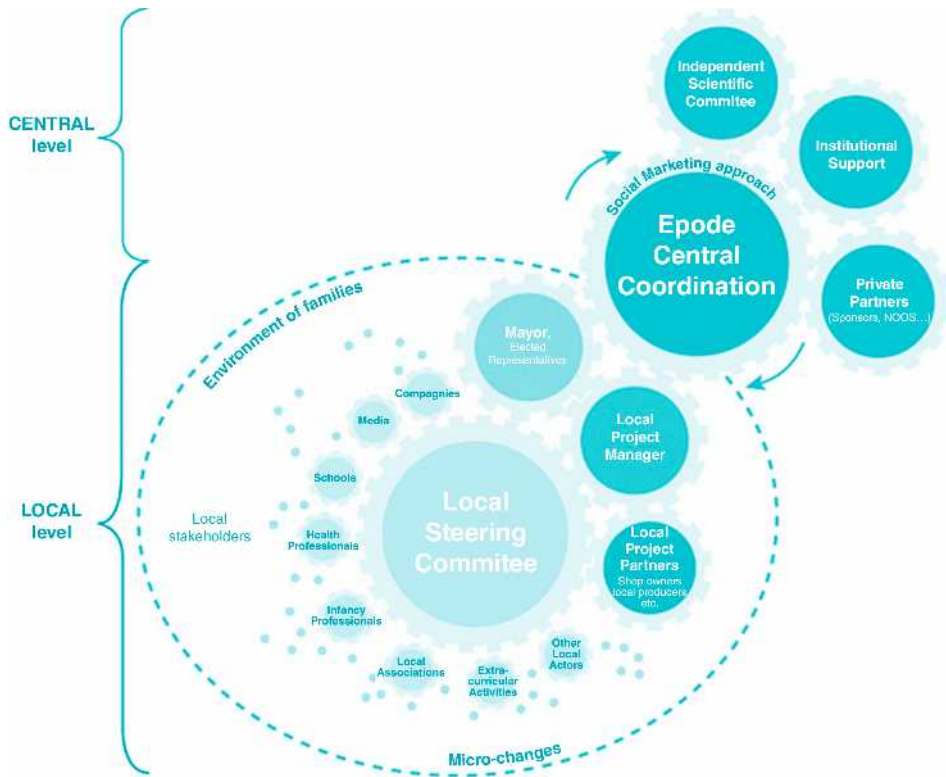 CENTRAL
level
Independent
Scientific
Commitee
Institutional
Support
Social Marketing approach
Epode
Central
Coordination
Private
Partners
(Sponsors, NOOS...)
Environment of families
Mayor,
Elected
Representatives
Compagnies
Media
Local
Project
Manager
Schools
LOCAL
level
Local
stakeholders
Health
Professionals
Local
Steering
Commitee
Local
Project
Partners
Shop owners
local producers,
etc.
Infancy
Professionals
Local
Associations
Extra-
curricular
Activities
Other
Local
Actors
Micro-changes